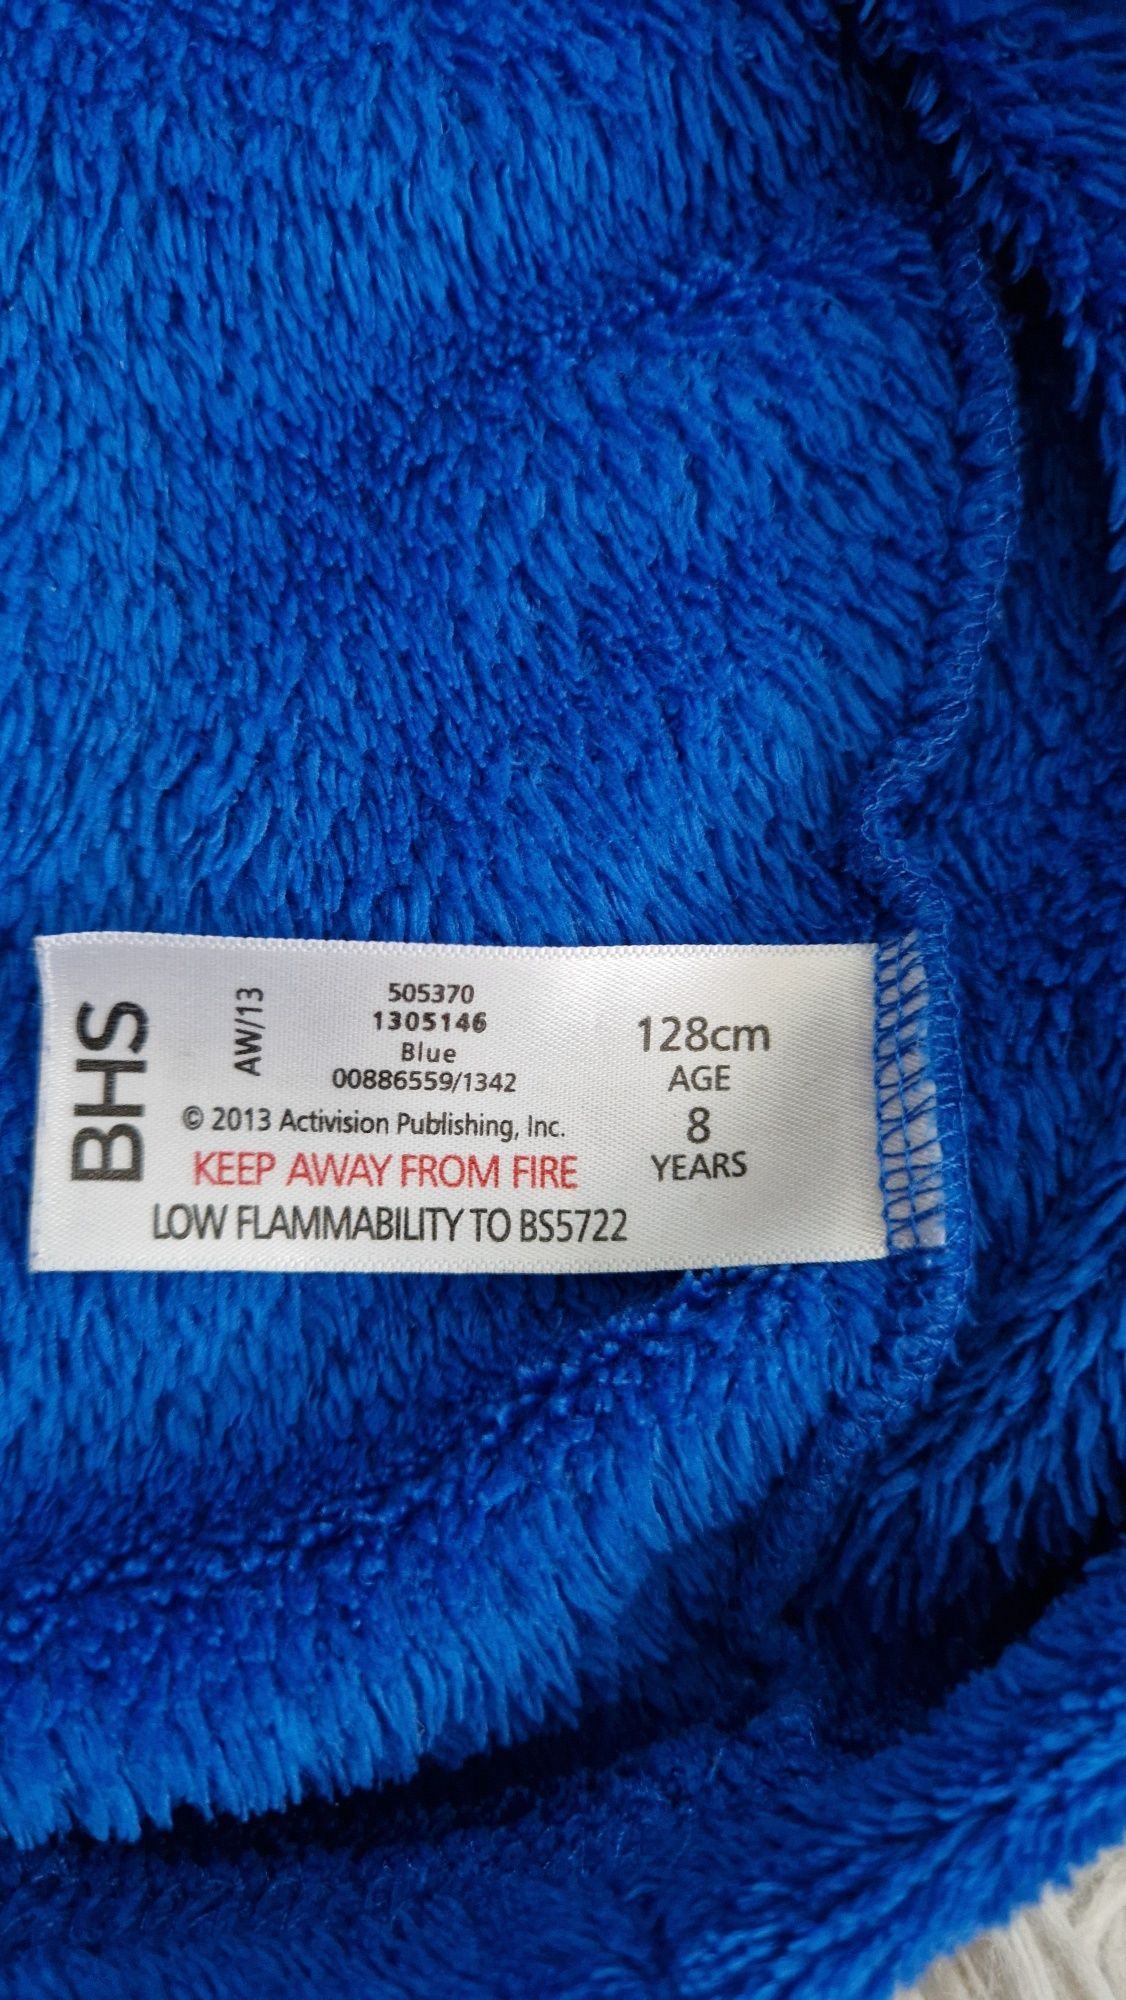 BHS
AW/13
505370
1305146
Blue
00886559/1342
© 2013 Activision Publishing, Inc.
KEEP AWAY FROM FIRE
LOW FLAMMABILITY TO BS5722
128cm
AGE
8
YEARS